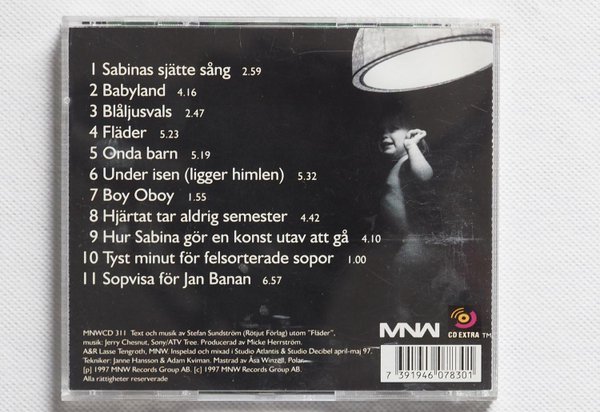 1 Sabinas sjätte sång 2.59
2 Babyland 4.16
3 Blåljusvals 2.47
4 Fläder 5.23
5 Onda barn 5.19
6 Under isen (ligger himlen) 5.32
7 Boy Oboy 1.55
8 Hjärtat tar aldrig semester 4.42
9 Hur Sabina gör en konst utav att gå 4.10
10 Tyst minut för felsorterade sopor 1.00
11 Sopvisa för Jan Banan 6.57
MNWCD 311 Text och musik av Stefan Sundström (Rötjut Förlag) utom "Fläder",
musik: Jerry Chesnut, Sony/ATV Tree. Producerad av Micke Herrström.
A&R Lasse Tengroth, MNW. Inspelad och mixad i Studio Atlantis & Studio Decibel april-maj 97.
Tekniker: Janne Hansson & Adam Kviman. Mastrad av Åsa Wintzell, Polar.
[p] 1997 MNW Records Group AB. [c] 1997 MNW Records Group AB.
Alla rättigheter reserverade
MNW
CD EXTRA TM
7 391946 078301